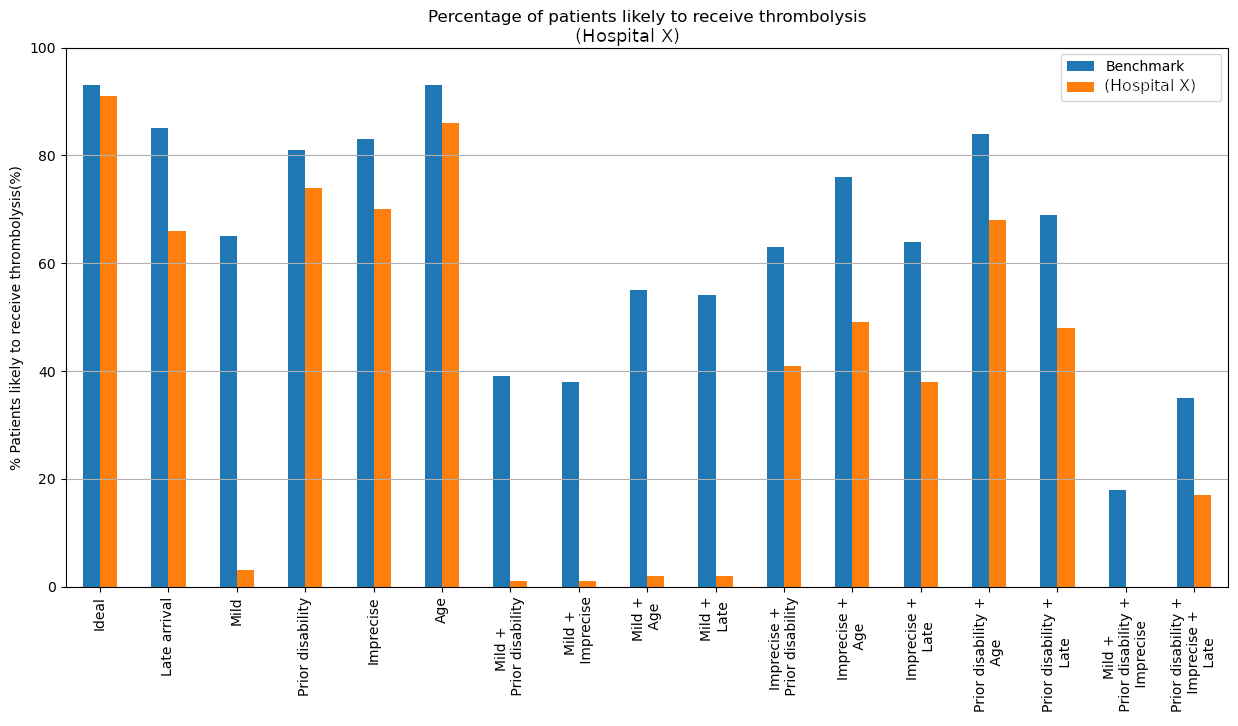 Percentage of patients likely to receive thrombolysis
(Hospital X)
Benchmark
(Hospital X)
% Patients likely to receive thrombolysis(%)
100
80
60
40
20
0
Ideal
Late arrival
Mild
Prior disability
Imprecise
Age
Mild +
Prior disability
Mild +
Imprecise
Mild +
Age
Mild +
Late
Imprecise +
Prior disability
Imprecise +
Age
Imprecise +
Late
Prior disability +
Age
Prior disability +
Late
Mild +
Prior disability +
Imprecise
Prior disability +
Imprecise +
Late